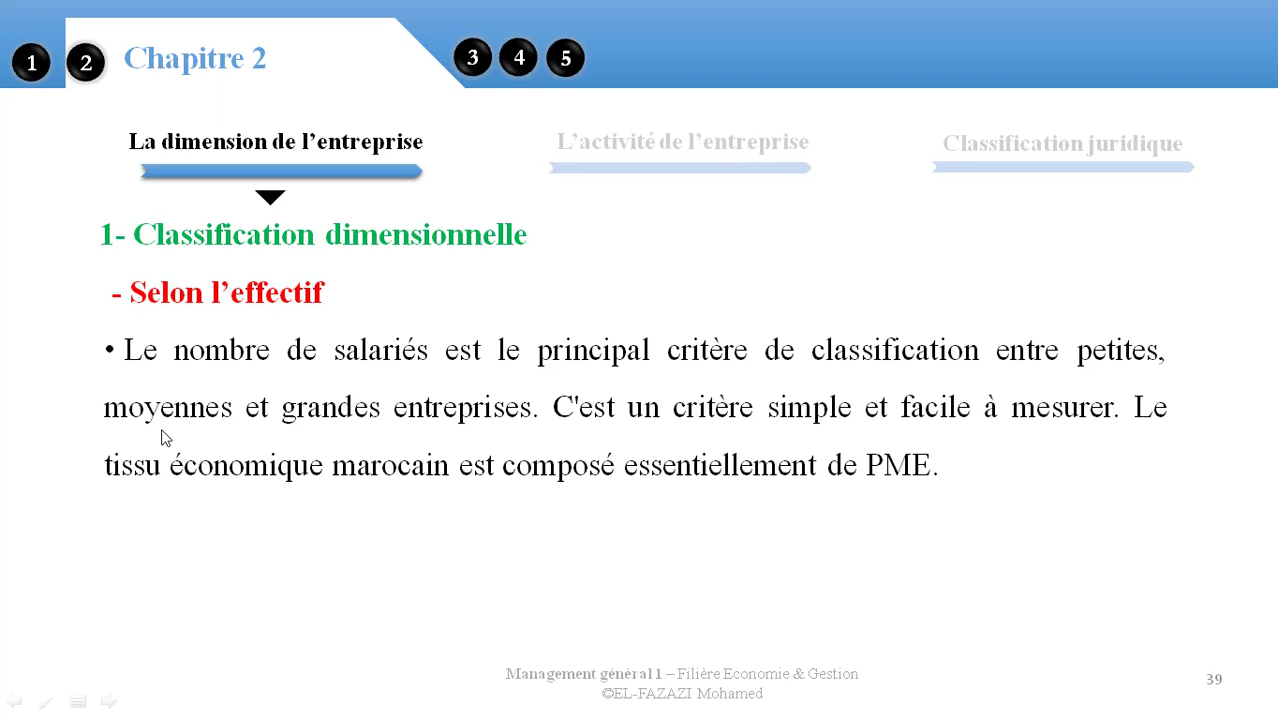 1
2
Chapitre 2
3
4
5
La dimension de l’entreprise
L’activité de l’entreprise
Classification juridique
1- Classification dimensionnelle
- Selon l’effectif
• Le nombre de salariés est le principal critère de classification entre petites,
moyennes et grandes entreprises. C'est un critère simple et facile à mesurer. Le
tissu économique marocain est composé essentiellement de PME.
Management général 1 – Filière Economie & Gestion
©EL-FAZAZI Mohamed
39